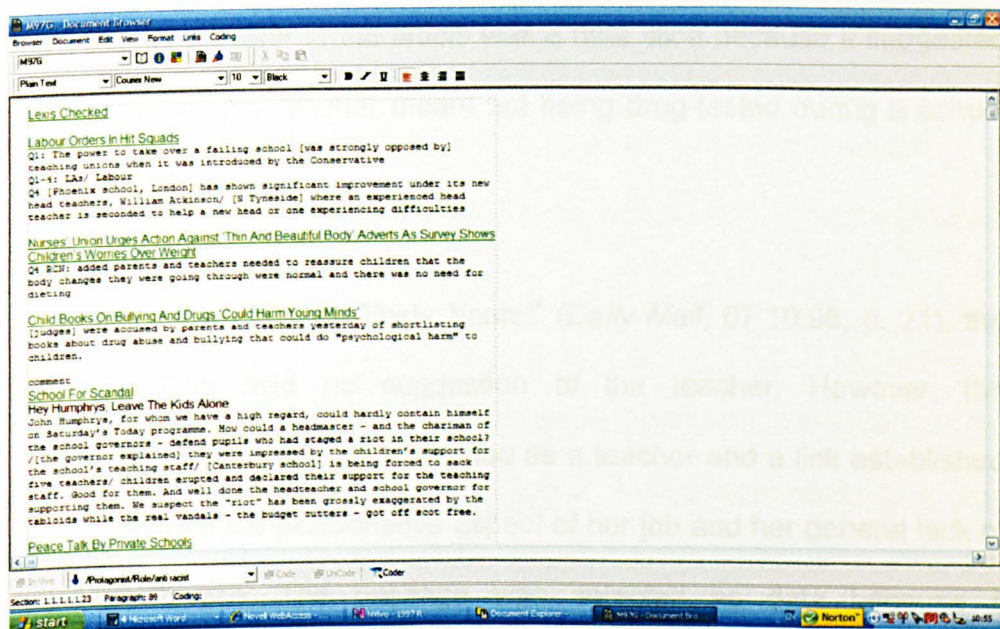 M97G - Document Browser
Browser Document Edit View Format Links Coding
M97G
Plain Text Courier New 10 Black
Lexis Checked
Labour Orders In Hit Squads
Q1: The power to take over a failing school [was strongly opposed by]
teaching unions when it was introduced by the Conservative
Q1-4: LAs/ Labour
Q4 [Phoenix school, London] has shown significant improvement under its new
head teachers, William Atkinson/ [N Tyneside] where an experienced head
teacher is seconded to help a new head or one experiencing difficulties
Nurses' Union Urges Action Against 'Thin And Beautiful Body' Adverts As Survey Shows
Children's Worries Over Weight
Q4 RCN: added parents and teachers needed to reassure children that the
body changes they were going through were normal and there was no need for
dieting
Child Books On Bullying And Drugs 'Could Harm Young Minds'
[judges] were accused by parents and teachers yesterday of shortlisting
books about drug abuse and bullying that could do "psychological harm" to
children.
comment
School For Scandal
Hey Humphrys, Leave The Kids Alone
John Humphrys, for whom we have a high regard, could hardly contain himself
on Saturday's Today programme. How could a headmaster - and the chariman of
the school governors - defend pupils who had staged a riot in their school?
/[the governor explained] they were impressed by the children's support for
the school's teaching staff/ [Canterbury school] is being forced to sack
five teachers/ children erupted and declared their support for the teaching
staff. Good for them. And well done the headteacher and school governor for
supporting them. We suspect the "riot" has been grossly exaggerated by the
tabloids while the real vandals - the budget cutters - got off scot free.
Peace Talk By Private Schools
In-Vivo /Protagonist/Role/anti racist Code UnCode Coder
Section: 1.1.1.1.23 Paragraph: 89 Coding:
start 4 Microsoft Word Novell WebAccess - ... NVivo - 1997 R Document Explorer - M97G - Document Bro... EN Norton 10:55